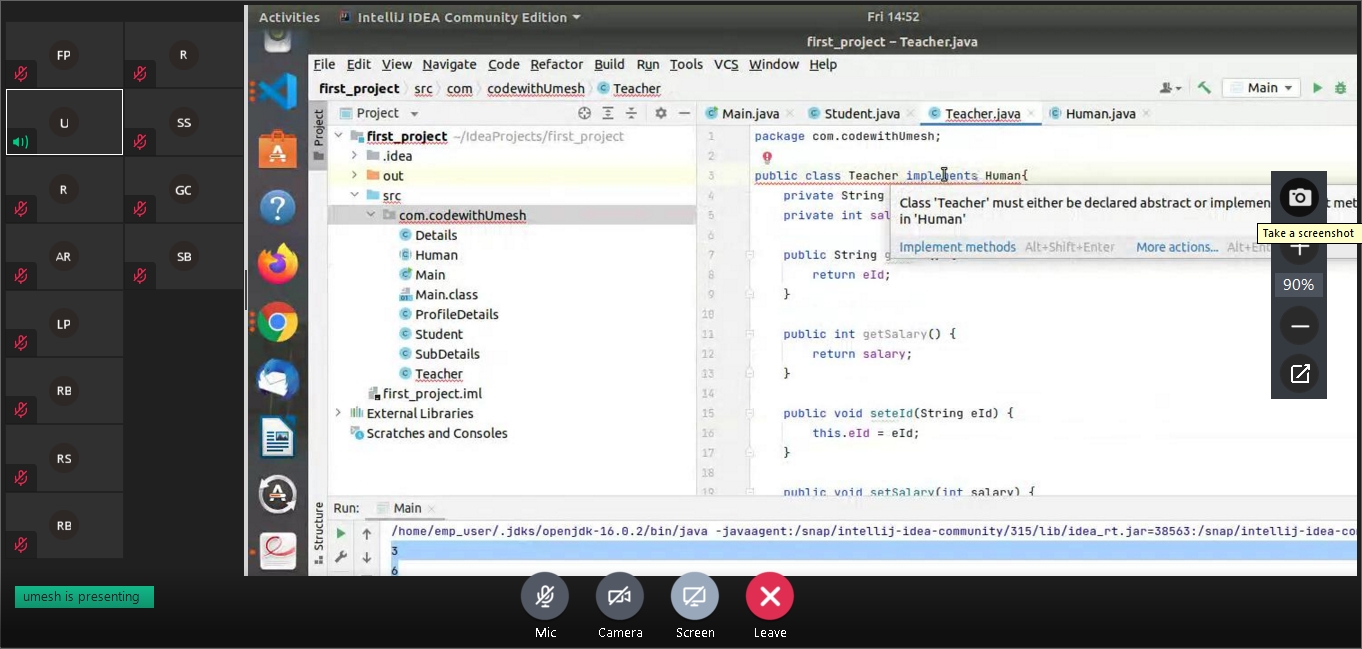 FP
R
U
SS
R
GC
AR
SB
LP
RB
RS
RB
umesh is presenting
Activities
IntelliJ IDEA Community Edition
Fri 14:52
first_project – Teacher.java
File Edit View Navigate Code Refactor Build Run Tools VCS Window Help
first_project src com codewithUmesh Teacher
Main
Project
Project
Main.java Student.java Teacher.java Human.java
first_project ~/IdeaProjects/first_project
.idea
out
src
com.codewithUmesh
Details
Human
Main
Main.class
ProfileDetails
Student
SubDetails
Teacher
first_project.iml
External Libraries
Scratches and Consoles
1 package com.codewithUmesh;
2
3 public class Teacher implements Human{
4 private String
5 private int sal
6
7 public String g
8 return eId;
9 }
10
11 public int getSalary() {
12 return salary;
13 }
14
15 public void seteId(String eId) {
16 this.eId = eId;
17 }
18
19 public void setSalary(int salary) {
Class 'Teacher' must either be declared abstract or implemen t met
in 'Human'
Implement methods Alt+Shift+Enter More actions... Alt+Ent
Take a screenshot
90%
Structure
Run: Main
/home/emp_user/.jdks/openjdk-16.0.2/bin/java -javaagent:/snap/intellij-idea-community/315/lib/idea_rt.jar=38563:/snap/intellij-idea-co
3
6
Mic
Camera
Screen
Leave